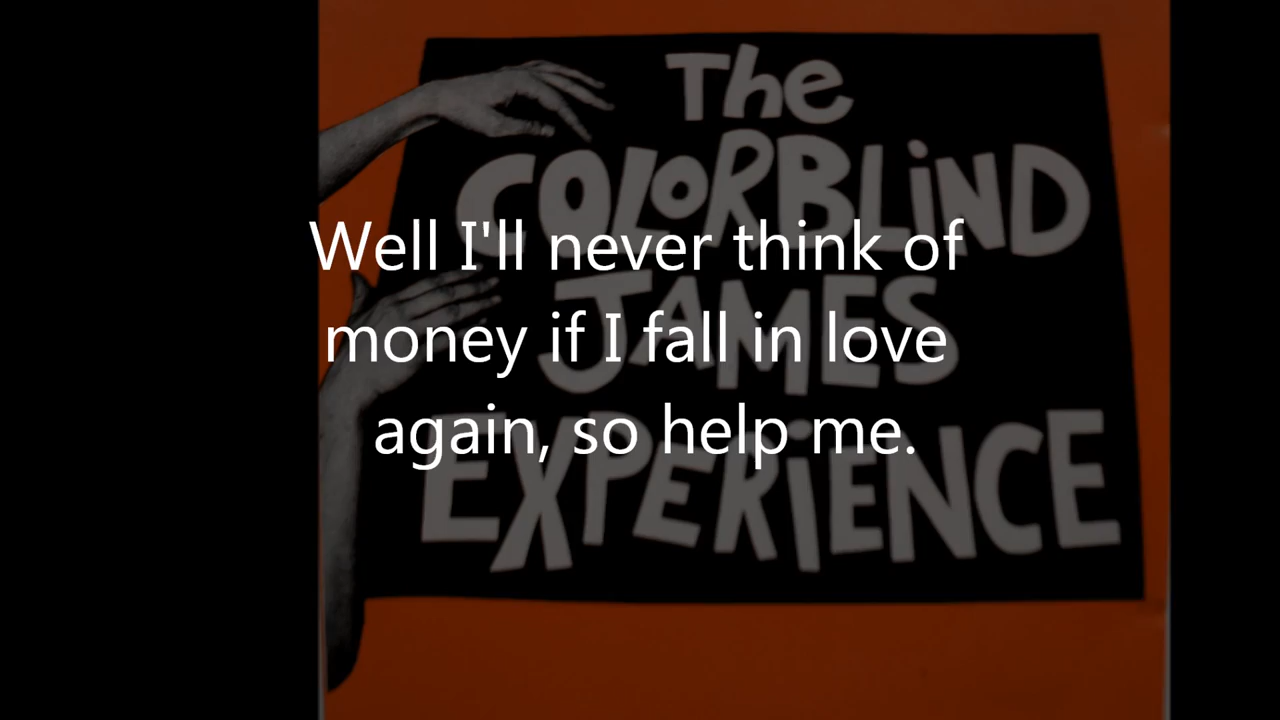 The
COLORBLiND
JAMES
EXPERiENCE
Well I'll never think of
money if I fall in love
again, so help me.